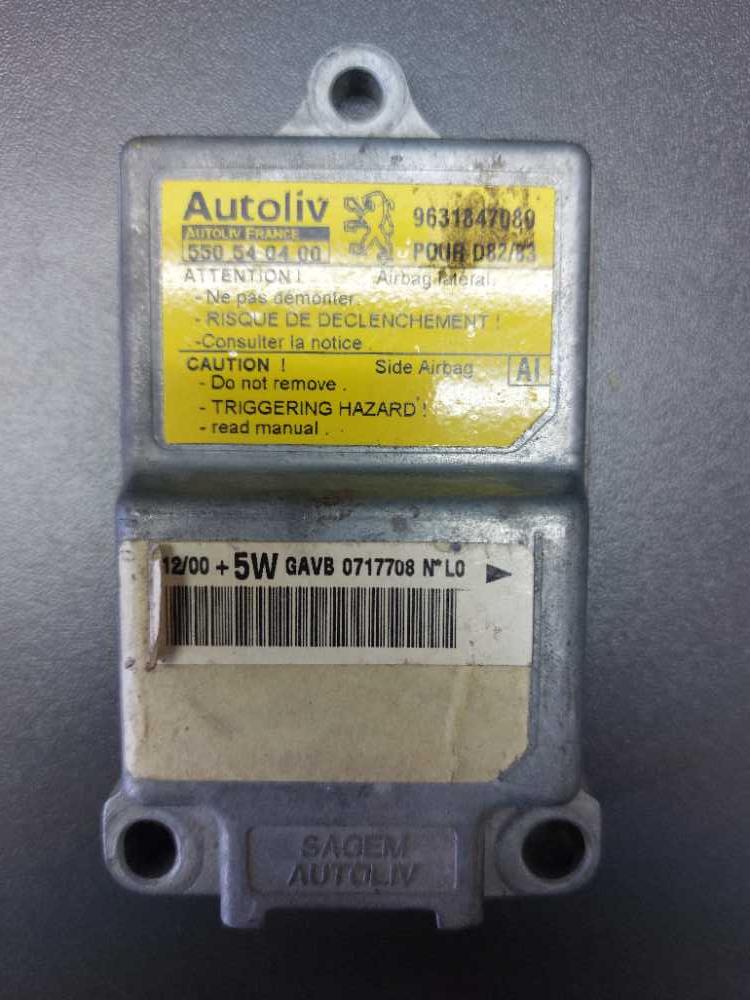 Autoliv
AUTOLIV FRANCE
550 54 04 00
9631847080
POUR D82/83
ATTENTION ! Airbag latéral.
- Ne pas démonter.
- RISQUE DE DECLENCHEMENT !
-Consulter la notice .
CAUTION ! Side Airbag AI
- Do not remove .
- TRIGGERING HAZARD !
- read manual .
12/00 + 5W GAVB 0717708 N° L0
SAGEM
AUTOLIV